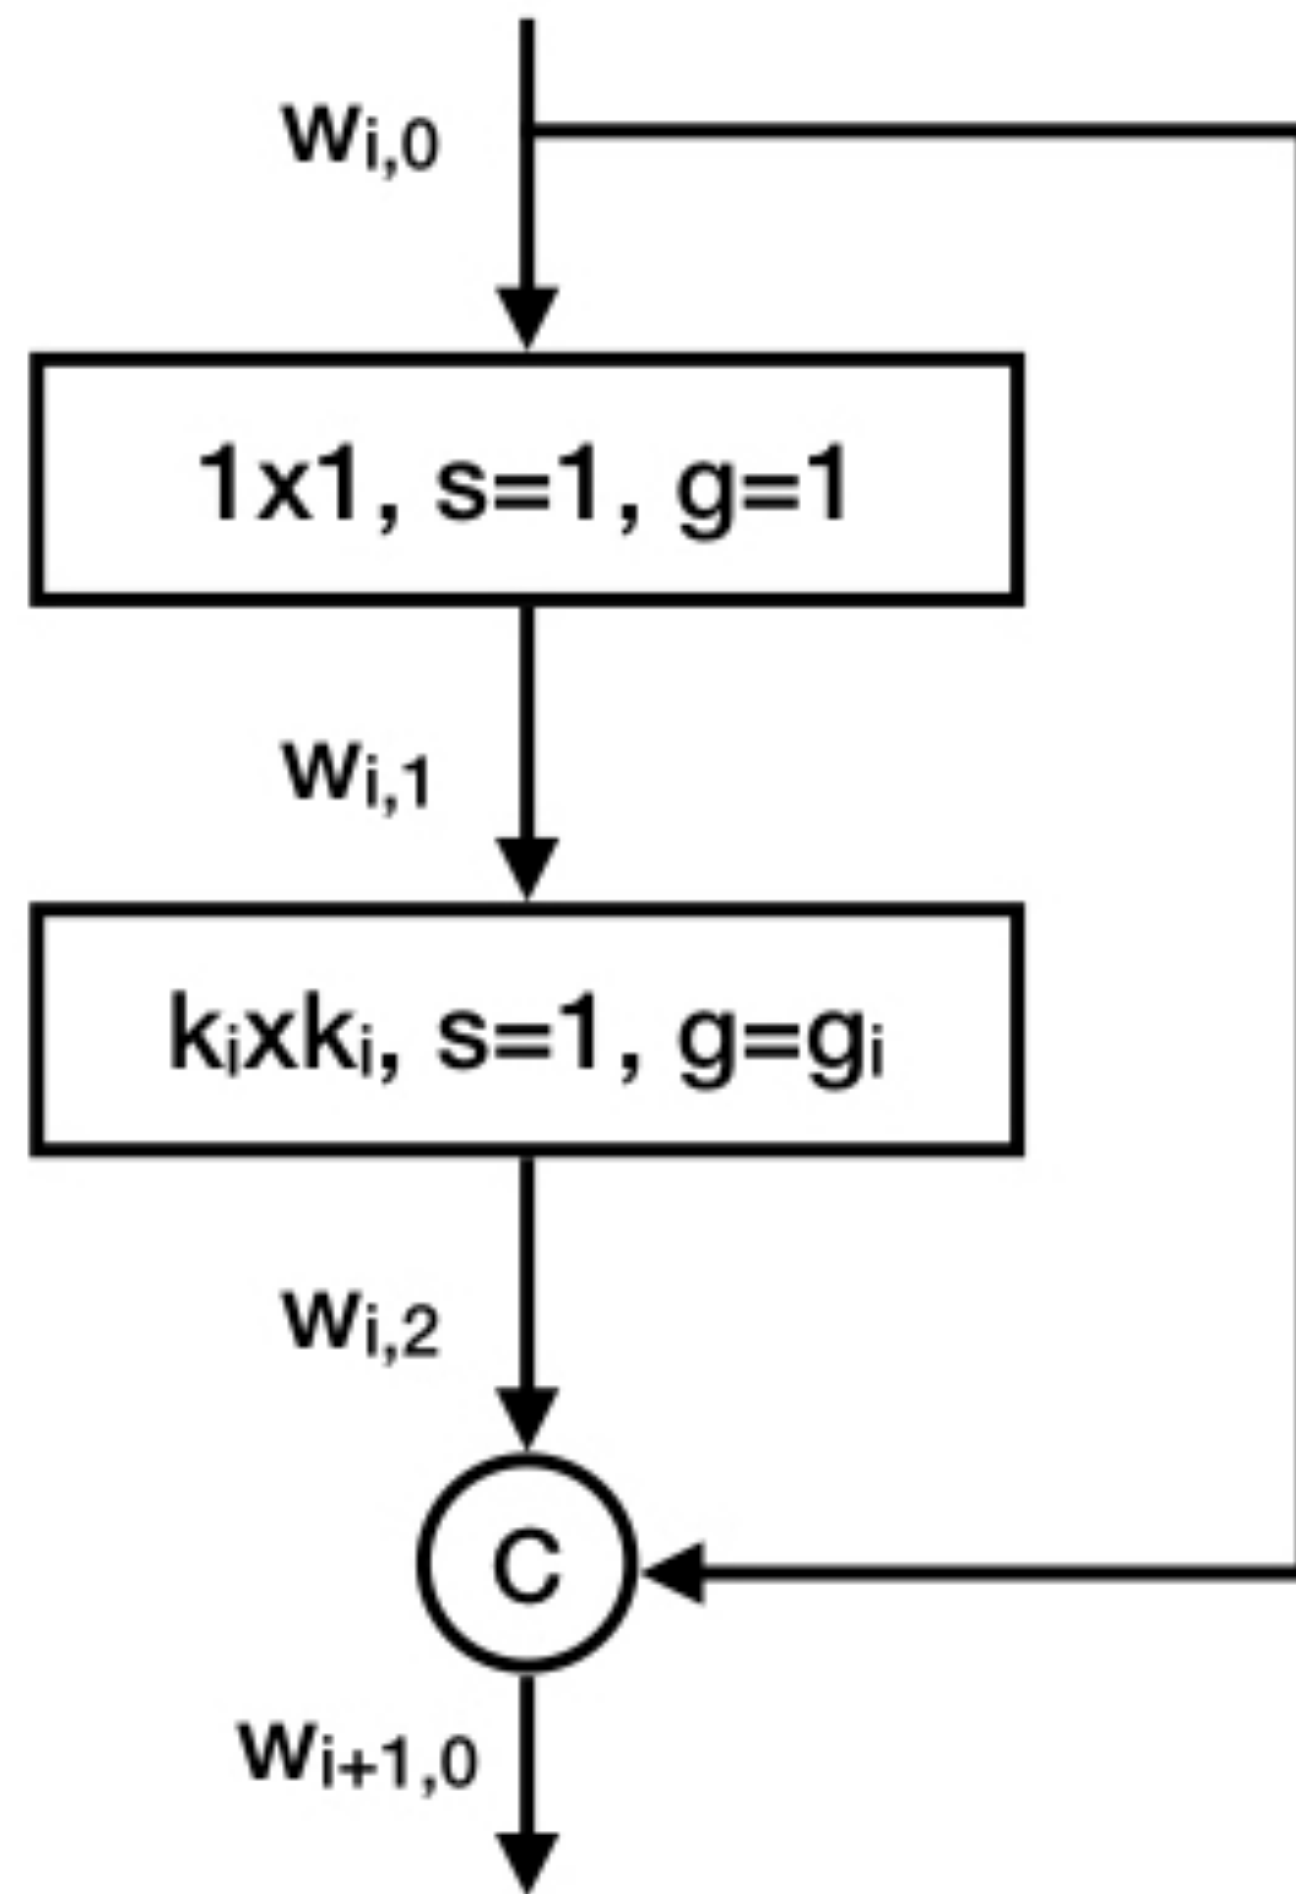 wi,0
1x1, s=1, g=1
wi,1
kixki, s=1, g=gi
wi,2
C
wi+1,0